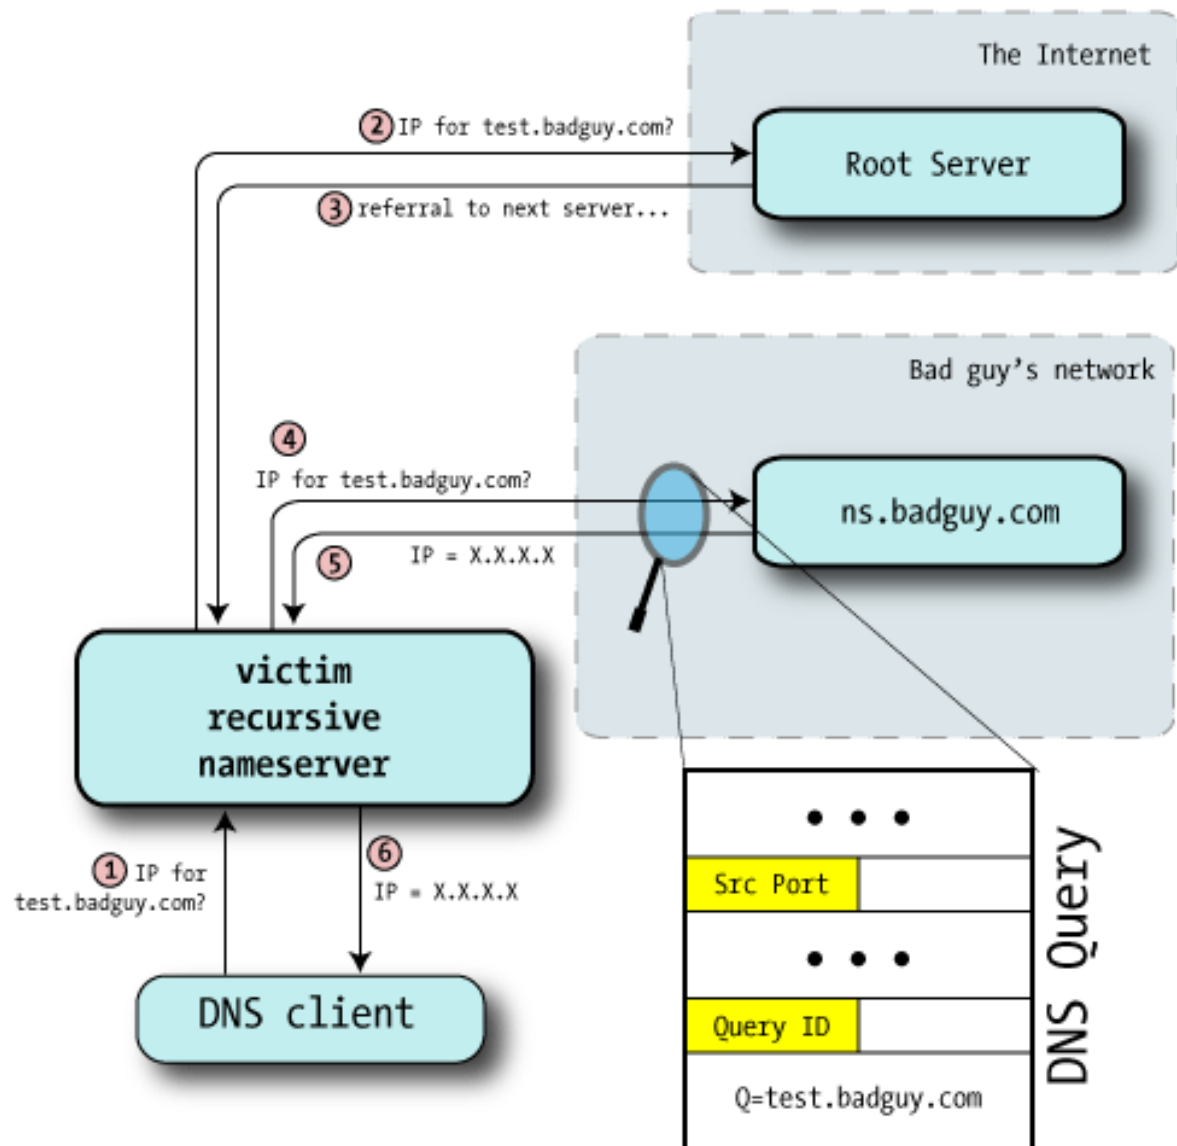 The Internet
2 IP for test.badguy.com?
Root Server
3 referral to next server...
Bad guy's network
4
IP for test.badguy.com?
ns.badguy.com
5 IP = X.X.X.X
victim
recursive
nameserver
1 IP for
test.badguy.com?
6
IP = X.X.X.X
DNS client
• • •
Src Port
• • •
Query ID
Q=test.badguy.com
DNS Query